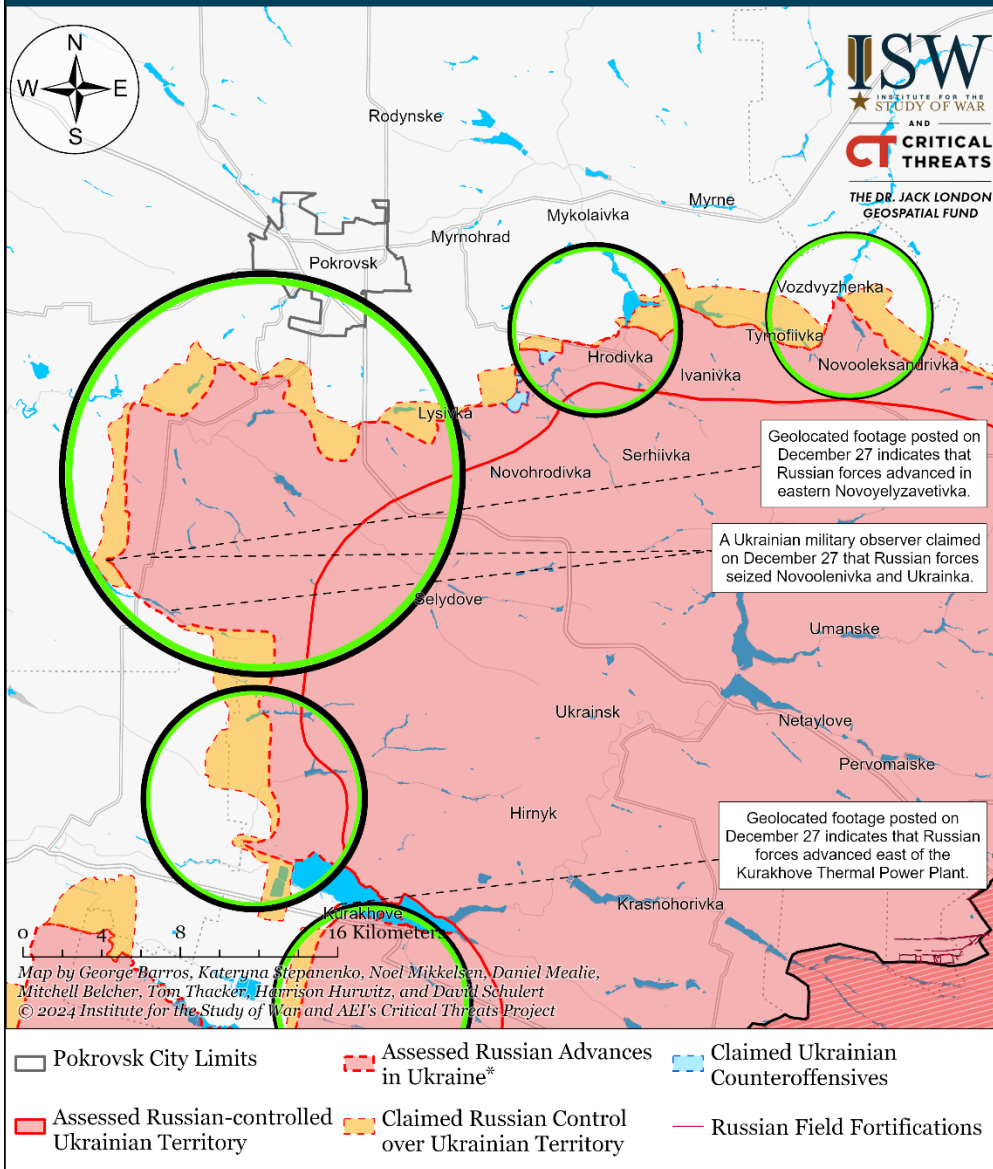 N
W
E
S
ISW
INSTITUTE FOR THE
STUDY OF WAR
AND
CT CRITICAL
THREATS
THE DR. JACK LONDON
GEOSPATIAL FUND
Rodynske
Myrne
Mykolaivka
Myrnohrad
Pokrovsk
Vozdvyzhenka
Tymofiivka
Hrodivka
Novooleksandrivka
Ivanivka
Lysivka
Serhiivka
Novohrodivka
Geolocated footage posted on
December 27 indicates that
Russian forces advanced in
eastern Novoyelyzavetivka.
A Ukrainian military observer claimed
on December 27 that Russian forces
seized Novoolenivka and Ukrainka.
Selydove
Umanske
Ukrainsk
Netaylove
Pervomaiske
Hirnyk
Geolocated footage posted on
December 27 indicates that Russian
forces advanced east of the
Kurakhove Thermal Power Plant.
Krasnohorivka
Kurakhove
0 4 8 16 Kilometers
Map by George Barros, Kateryna Stepanenko, Noel Mikkelsen, Daniel Mealie,
Mitchell Belcher, Tom Thacker, Harrison Hurwitz, and David Schulert
© 2024 Institute for the Study of War and AEI's Critical Threats Project
Pokrovsk City Limits
Assessed Russian Advances
in Ukraine*
Claimed Ukrainian
Counteroffensives
Assessed Russian-controlled
Ukrainian Territory
Claimed Russian Control
over Ukrainian Territory
Russian Field Fortifications